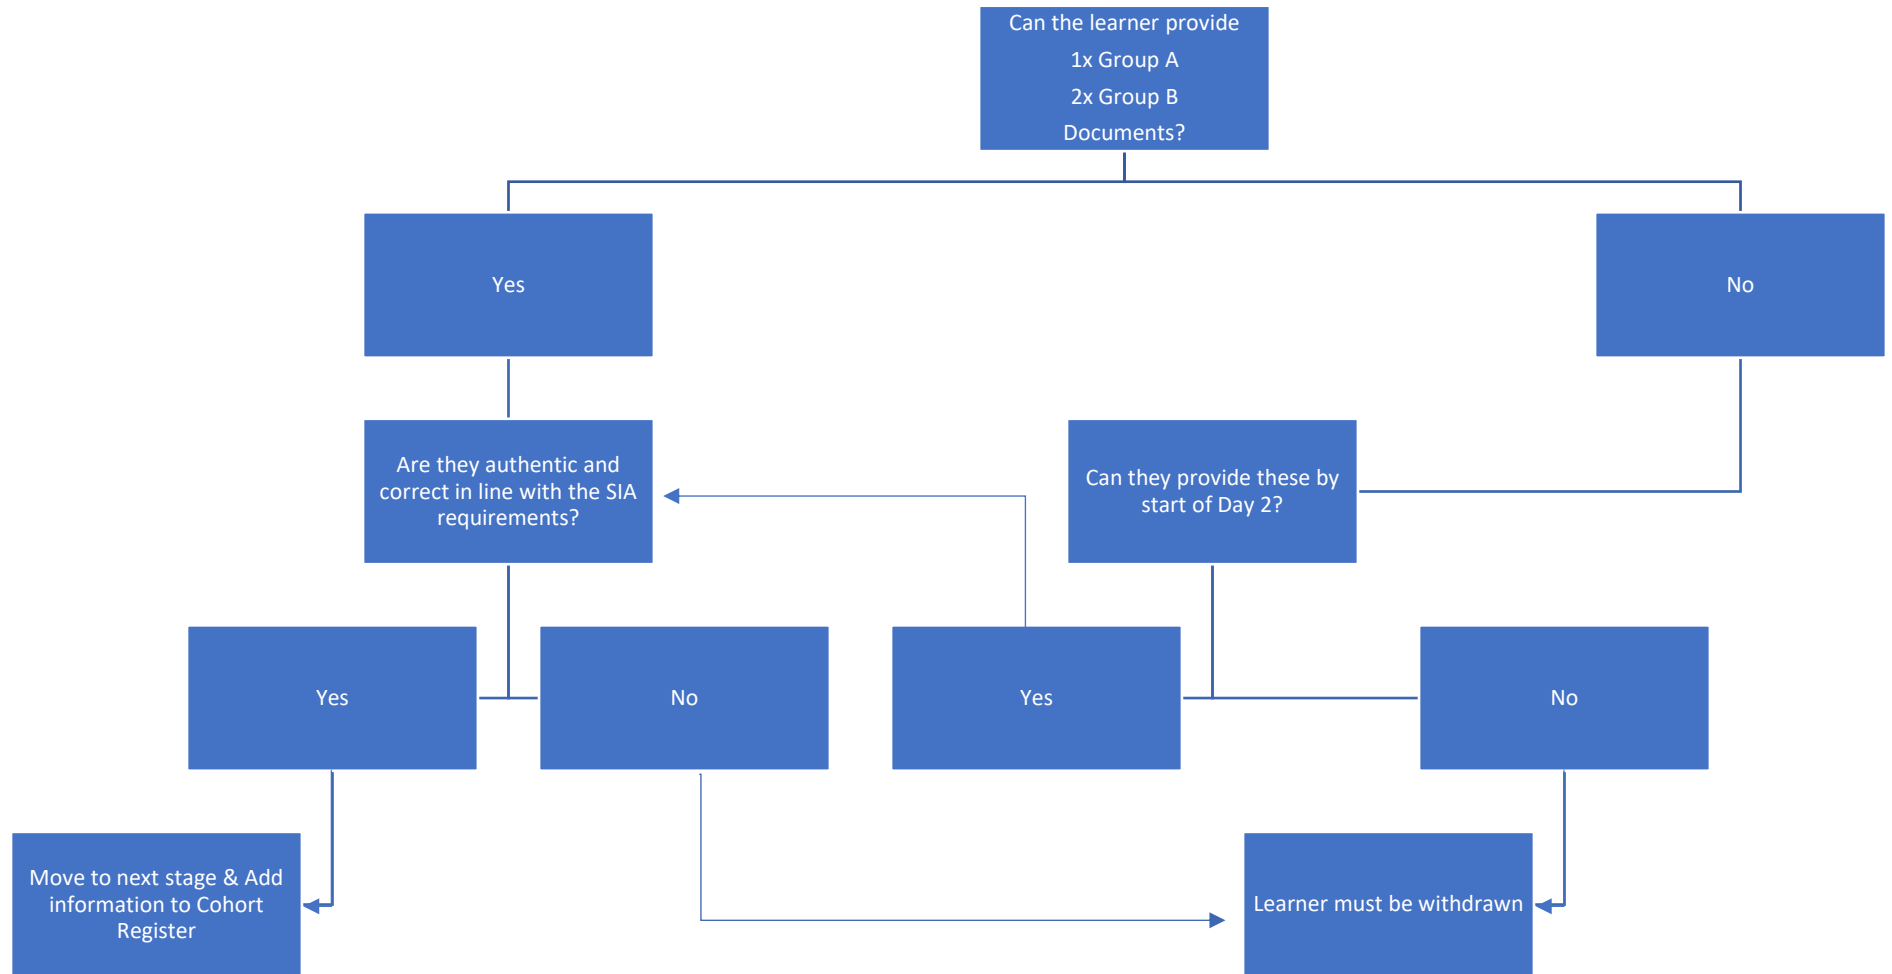 Can the learner provide
1x Group A
2x Group B
Documents?
Yes
No
Are they authentic and
correct in line with the SIA
requirements?
Can they provide these by
start of Day 2?
Yes
No
Yes
No
Move to next stage & Add
information to Cohort
Register
Learner must be withdrawn